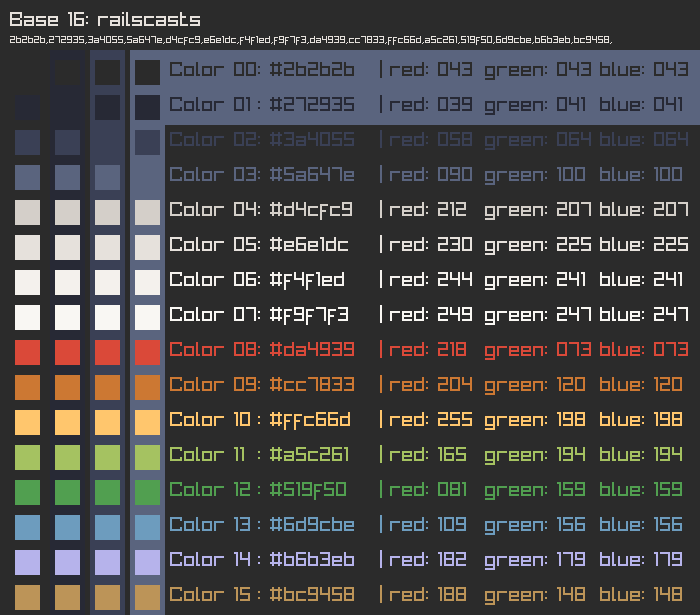 Base 16: railscasts
2b2b2b,272935,3a4055,5a647e,d4cfc9,e6e1dc,f4f1ed,f9f7f3,da4939,cc7833,ffc66d,a5c261,519f50,6d9cbe,b6b3eb,bc9458,
Color 00: #2b2b2b | red: 043 green: 043 blue: 043
Color 01 : #272935 | red: 039 green: 041 blue: 041
Color 02: #3a4055 | red: 058 green: 064 blue: 064
Color 03: #5a647e | red: 090 green: 100 blue: 100
Color 04: #d4cfc9 | red: 212 green: 207 blue: 207
Color 05: #e6e1dc | red: 230 green: 225 blue: 225
Color 06: #f4f1ed | red: 244 green: 241 blue: 241
Color 07: #f9f7f3 | red: 249 green: 247 blue: 247
Color 08: #da4939 | red: 218 green: 073 blue: 073
Color 09: #cc7833 | red: 204 green: 120 blue: 120
Color 10 : #ffc66d | red: 255 green: 198 blue: 198
Color 11 : #a5c261 | red: 165 green: 194 blue: 194
Color 12 : #519f50 | red: 081 green: 159 blue: 159
Color 13 : #6d9cbe | red: 109 green: 156 blue: 156
Color 14 : #b6b3eb | red: 182 green: 179 blue: 179
Color 15 : #bc9458 | red: 188 green: 148 blue: 148